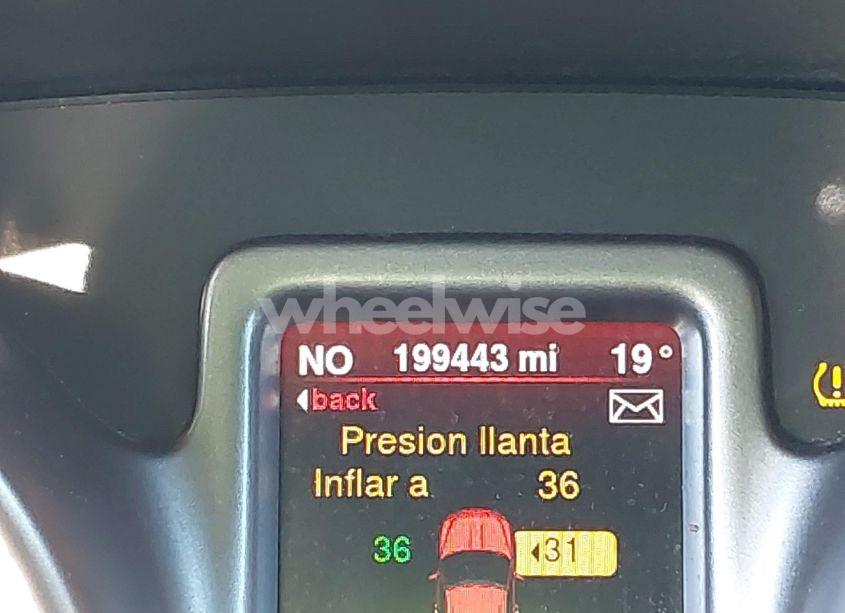 wheelwise
NO 199443 mi 19°
back
Presion llanta
Inflar a 36
36 31